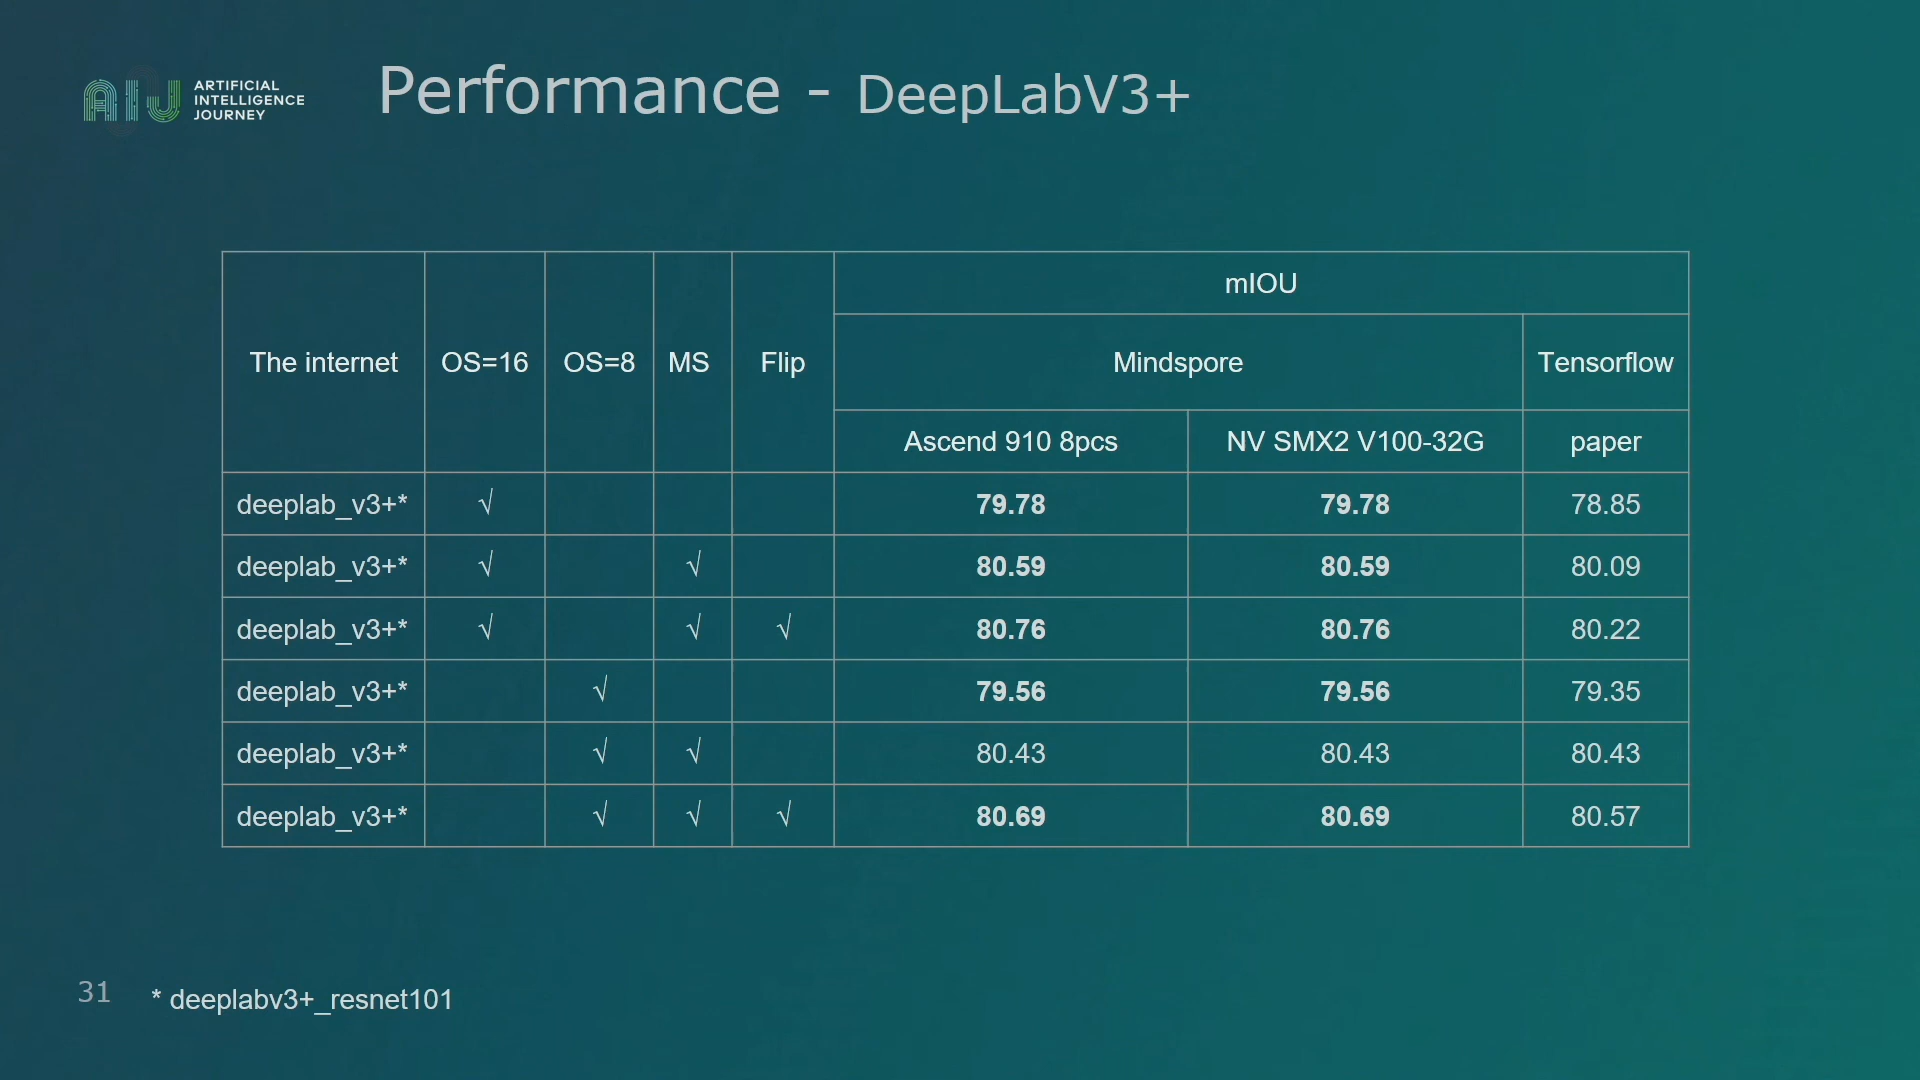 ARTIFICIAL
INTELLIGENCE
JOURNEY
Performance - DeepLabV3+
The internet OS=16 OS=8 MS Flip mIOU
Mindspore Tensorflow
Ascend 910 8pcs NV SMX2 V100-32G paper
deeplab_v3+* √ 79.78 79.78 78.85
deeplab_v3+* √ √ 80.59 80.59 80.09
deeplab_v3+* √ √ √ 80.76 80.76 80.22
deeplab_v3+* √ 79.56 79.56 79.35
deeplab_v3+* √ √ 80.43 80.43 80.43
deeplab_v3+* √ √ √ 80.69 80.69 80.57
31
* deeplabv3+_resnet101